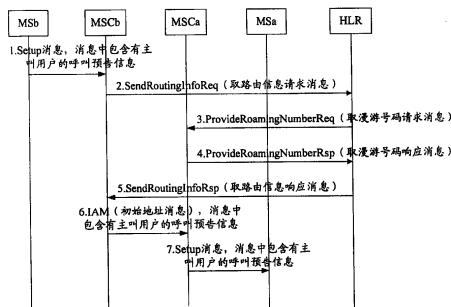 MSb MSCb MSCa MSa HLR
1.Setup消息，消息中包含有主
叫用户的呼叫预告信息
2.SendRoutingInfoReq（取路由信息请求消息）
3.ProvideRoamingNumberReq（取漫游号码请求消息）
4.ProvideRoamingNumberRsp（取漫游号码响应消息）
5.SendRoutingInfoRsp（取路由信息响应消息）
6.IAM（初始地址消息），消息中
包含有主叫用户的呼叫预告信息
7.Setup消息，消息中包含有主
叫用户的呼叫预告信息